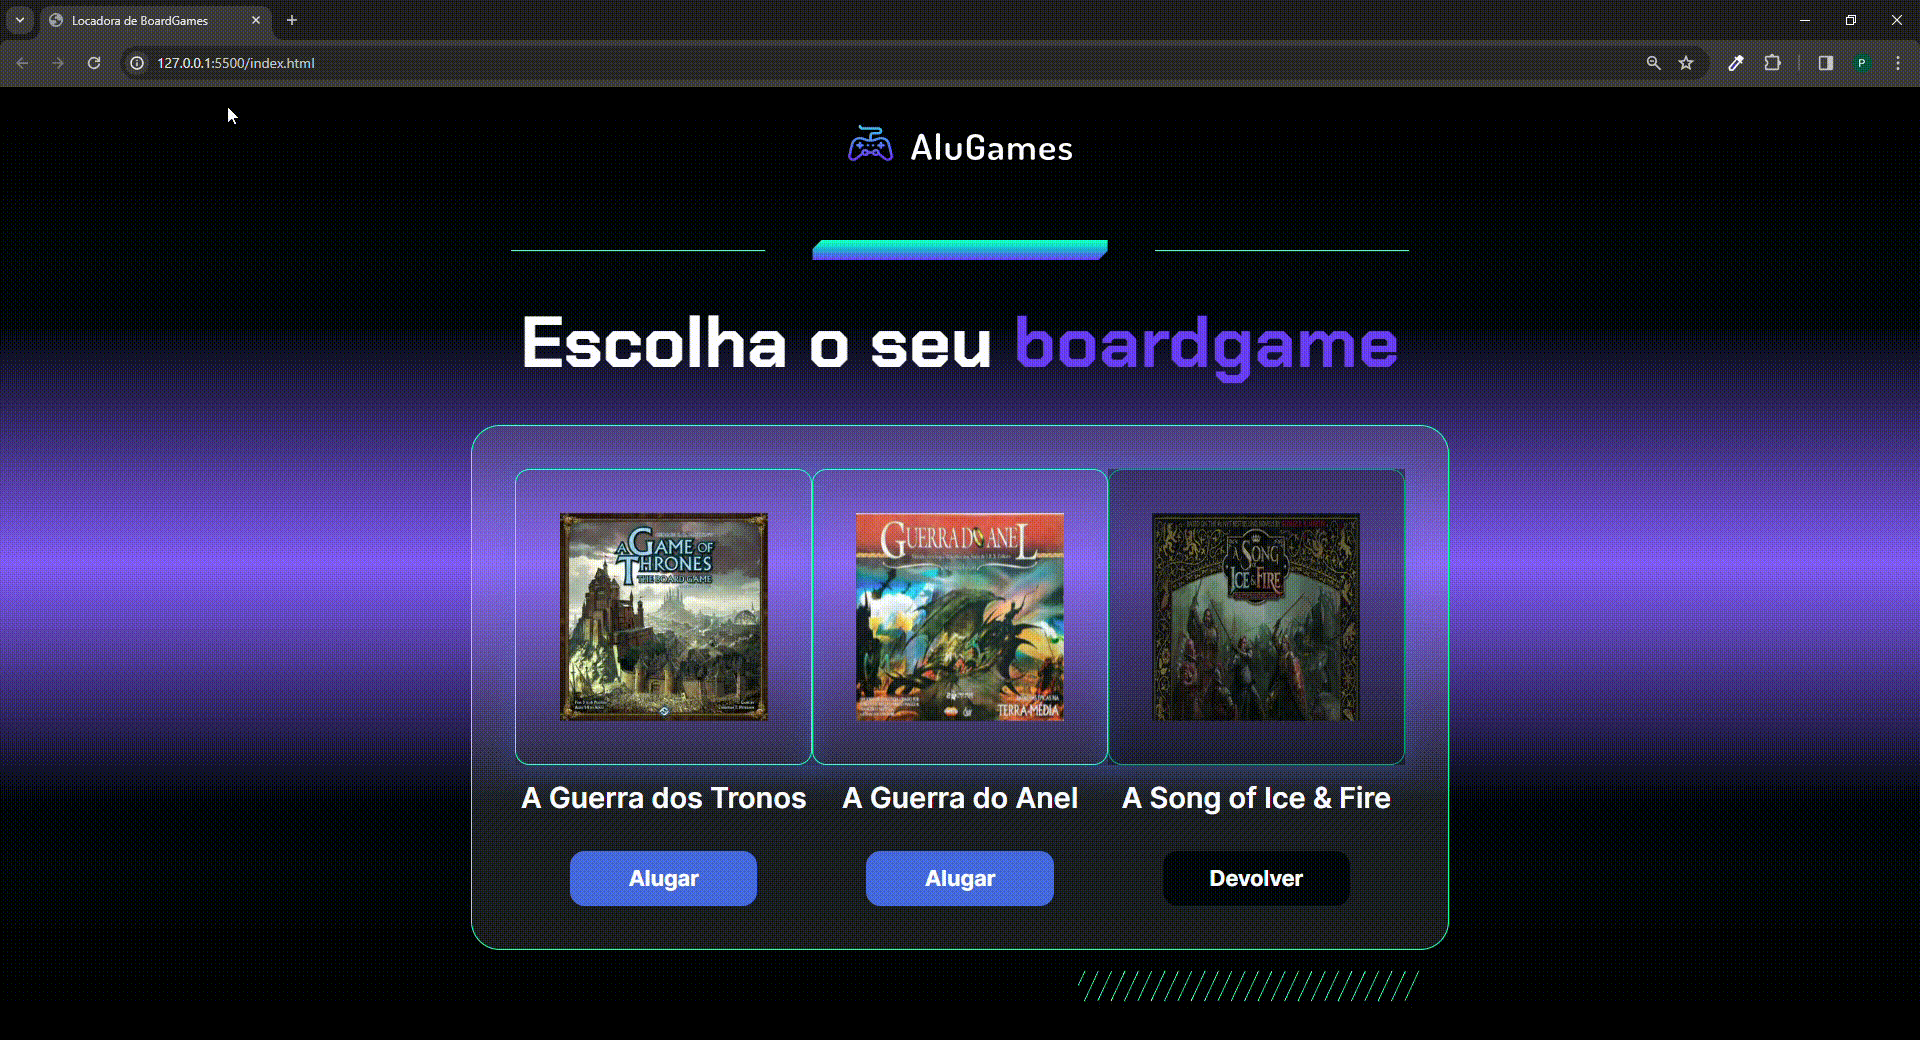 Locadora de BoardGames
127.0.0.1:5500/index.html
P
AluGames
Escolha o seu boardgame
A GAME OF
THRONES
THE BOARD GAME
GUERRA DO ANEL
TERRA-MÉDIA
A SONG
OF
ICE & FIRE
A Guerra dos Tronos
A Guerra do Anel
A Song of Ice & Fire
Alugar
Alugar
Devolver